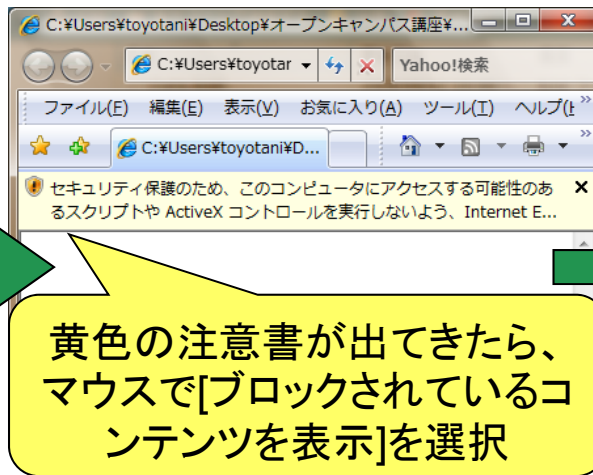 C:¥Users¥toyotani¥Desktop¥オープンキャンパス講座¥...
C:¥Users¥toyotar
Yahoo!検索
ファイル(F) 編集(E) 表示(V) お気に入り(A) ツール(T) ヘルプ(H
C:¥Users¥toyotani¥D...
セキュリティ保護のため、このコンピュータにアクセスする可能性のあ
るスクリプトや ActiveX コントロールを実行しないよう、Internet E...
黄色の注意書が出てきたら、
マウスで[ブロックされているコ
ンテンツを表示]を選択